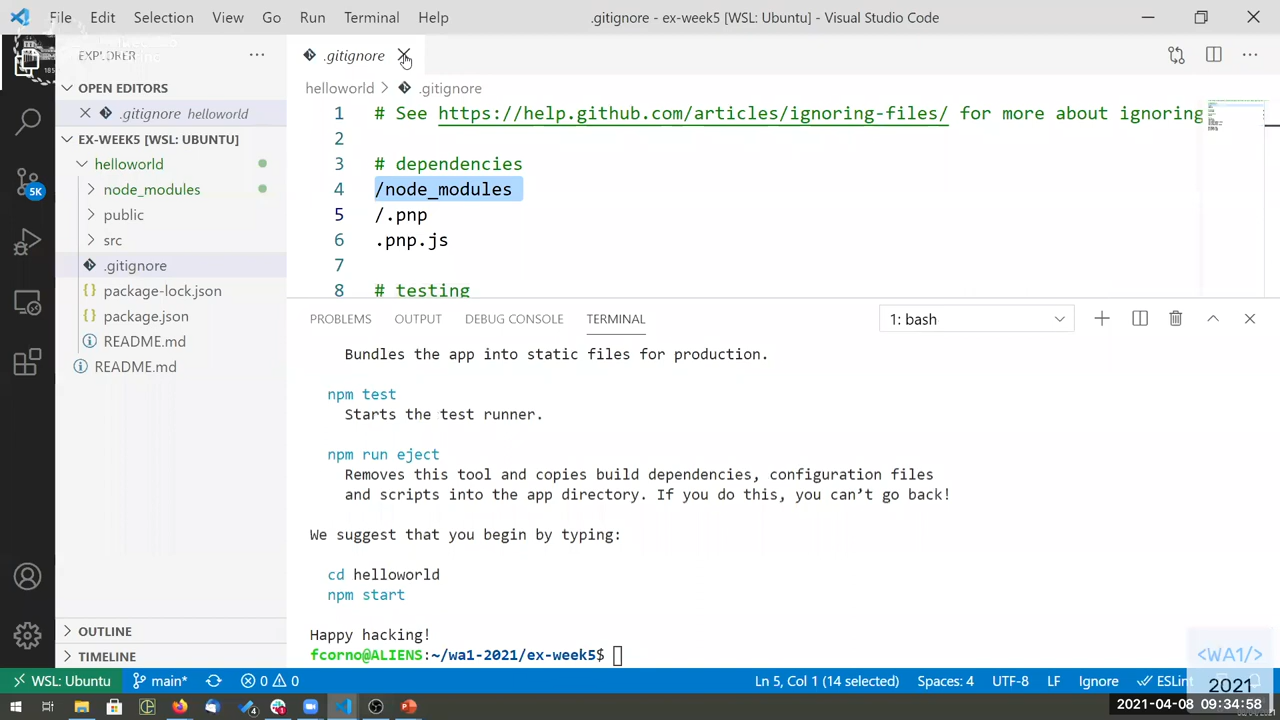 File Edit Selection View Go Run Terminal Help
.gitignore - ex-week5 [WSL: Ubuntu] - Visual Studio Code
EXPLORER
.gitignore
OPEN EDITORS
helloworld > .gitignore
.gitignore helloworld
EX-WEEK5 [WSL: UBUNTU]
helloworld
node_modules
public
src
.gitignore
package-lock.json
package.json
README.md
README.md
OUTLINE
TIMELINE
5K
1 # See https://help.github.com/articles/ignoring-files/ for more about ignoring
2
3 # dependencies
4 /node_modules
5 /.pnp
6 .pnp.js
7
8 # testing
PROBLEMS OUTPUT DEBUG CONSOLE TERMINAL
1: bash
Bundles the app into static files for production.
npm test
Starts the test runner.
npm run eject
Removes this tool and copies build dependencies, configuration files
and scripts into the app directory. If you do this, you can’t go back!
We suggest that you begin by typing:
cd helloworld
npm start
Happy hacking!
fcorno@ALIENS:~/wa1-2021/ex-week5$
<WA1/>
2021
WSL: Ubuntu main* 0 0 Ln 5, Col 1 (14 selected) Spaces: 4 UTF-8 LF Ignore ESLint
2021-04-08 09:34:58